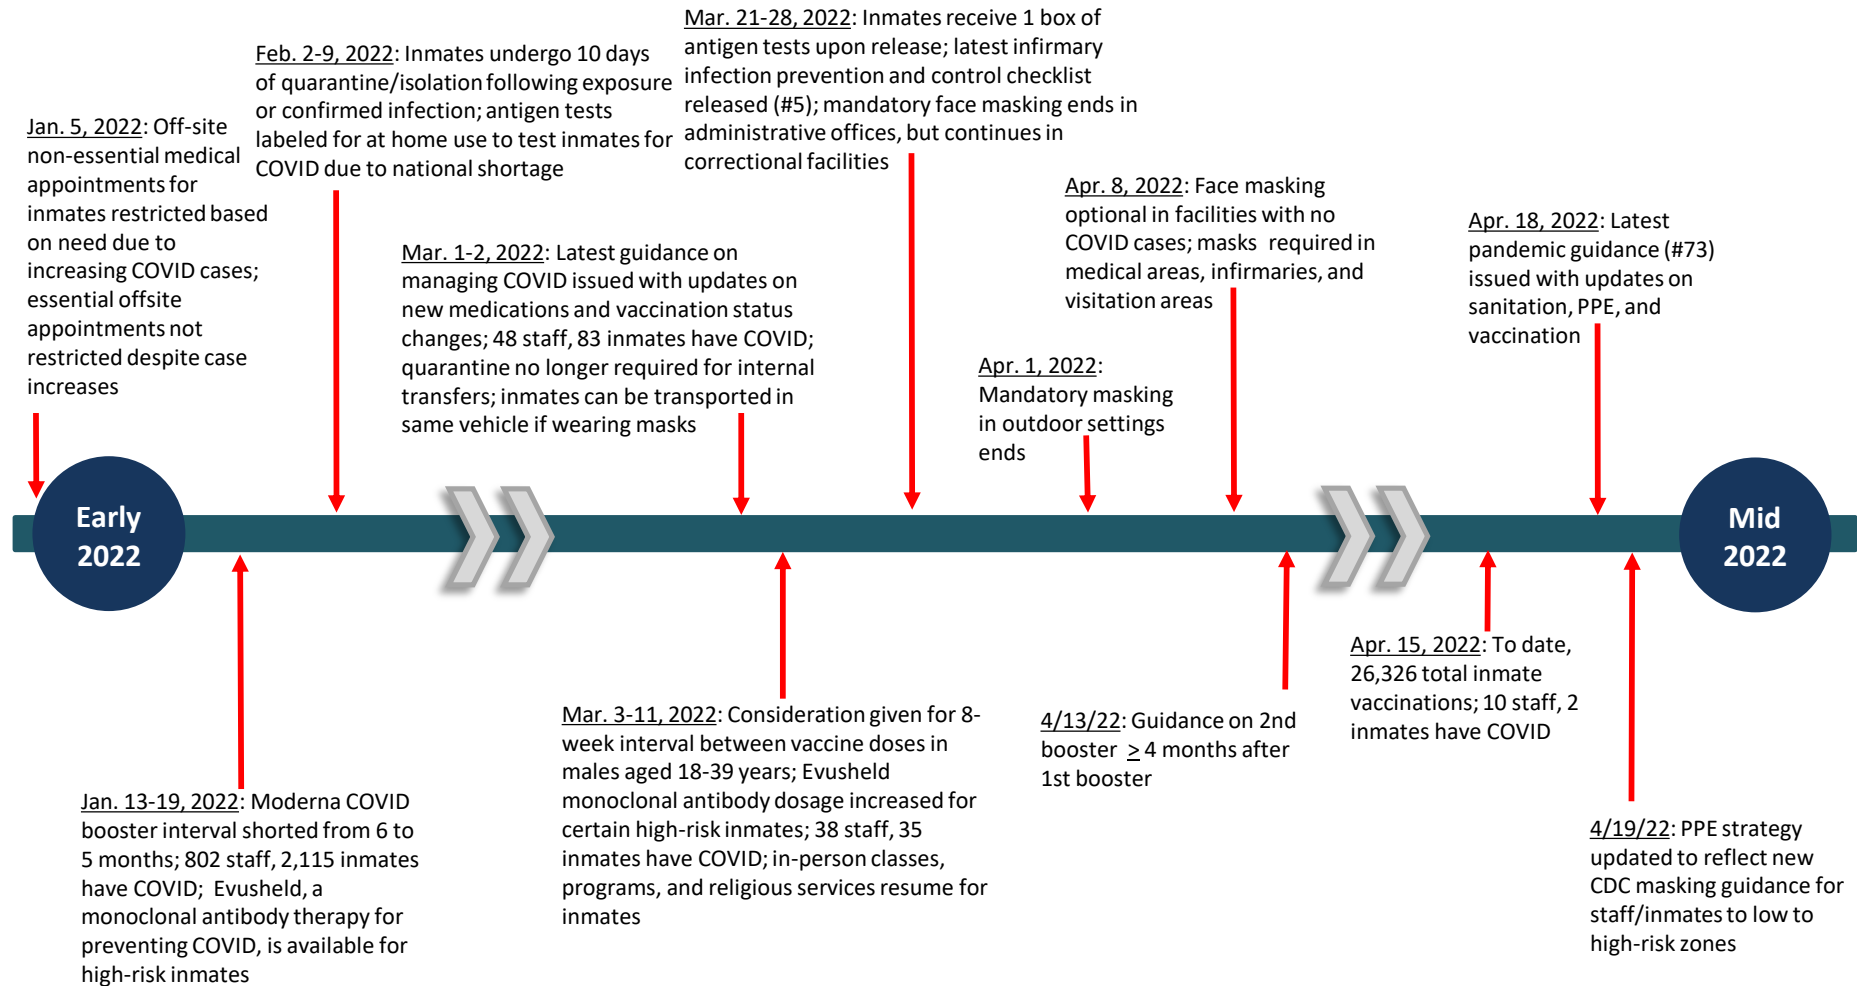 Jan. 5, 2022: Off-site
non-essential medical
appointments for
inmates restricted based
on need due to
increasing COVID cases;
essential offsite
appointments not
restricted despite case
increases
Feb. 2-9, 2022: Inmates undergo 10 days
of quarantine/isolation following exposure
or confirmed infection; antigen tests
labeled for at home use to test inmates for
COVID due to national shortage
Mar. 1-2, 2022: Latest guidance on
managing COVID issued with updates on
new medications and vaccination status
changes; 48 staff, 83 inmates have COVID;
quarantine no longer required for internal
transfers; inmates can be transported in
same vehicle if wearing masks
Mar. 21-28, 2022: Inmates receive 1 box of
antigen tests upon release; latest infirmary
infection prevention and control checklist
released (#5); mandatory face masking ends in
administrative offices, but continues in
correctional facilities
Apr. 1, 2022:
Mandatory masking
in outdoor settings
ends
Apr. 8, 2022: Face masking
optional in facilities with no
COVID cases; masks required in
medical areas, infirmaries, and
visitation areas
Apr. 18, 2022: Latest
pandemic guidance (#73)
issued with updates on
sanitation, PPE, and
vaccination
Early
2022
Mid
2022
Jan. 13-19, 2022: Moderna COVID
booster interval shorted from 6 to
5 months; 802 staff, 2,115 inmates
have COVID; Evusheld, a
monoclonal antibody therapy for
preventing COVID, is available for
high-risk inmates
Mar. 3-11, 2022: Consideration given for 8-
week interval between vaccine doses in
males aged 18-39 years; Evusheld
monoclonal antibody dosage increased for
certain high-risk inmates; 38 staff, 35
inmates have COVID; in-person classes,
programs, and religious services resume for
inmates
4/13/22: Guidance on 2nd
booster ≥ 4 months after
1st booster
Apr. 15, 2022: To date,
26,326 total inmate
vaccinations; 10 staff, 2
inmates have COVID
4/19/22: PPE strategy
updated to reflect new
CDC masking guidance for
staff/inmates to low to
high-risk zones